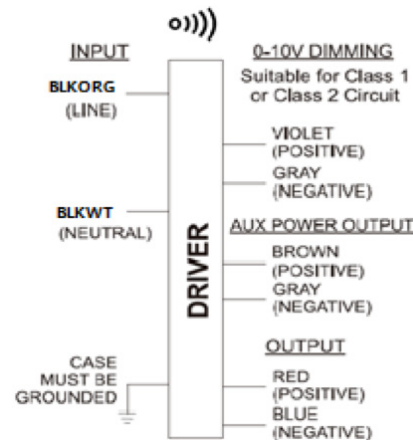 INPUT
BLKORG
(LINE)
BLKWT
(NEUTRAL)
CASE
MUST BE
GROUNDED
DRIVER
0-10V DIMMING
Suitable for Class 1
or Class 2 Circuit
VIOLET
(POSITIVE)
GRAY
(NEGATIVE)
AUX POWER OUTPUT
BROWN
(POSITIVE)
GRAY
(NEGATIVE)
OUTPUT
RED
(POSITIVE)
BLUE
(NEGATIVE)